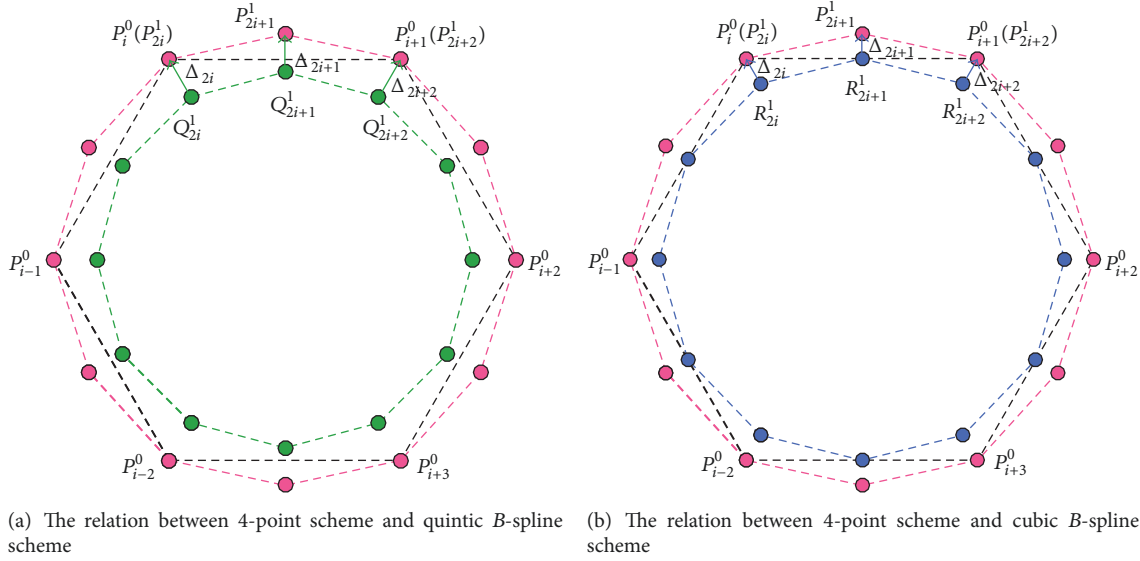 P^1_{2i+1}
P^0_i(P^1_{2i})
P^0_{i+1}(P^1_{2i+2})
Δ_{2i}
Δ_{2i+1}
Δ_{2i+2}
Q^1_{2i}
Q^1_{2i+1}
Q^1_{2i+2}
P^0_{i−1}
P^0_{i+2}
P^0_{i−2}
P^0_{i+3}
(a) The relation between 4-point scheme and quintic B-spline
scheme
P^1_{2i+1}
P^0_i(P^1_{2i})
P^0_{i+1}(P^1_{2i+2})
Δ_{2i}
Δ_{2i+1}
Δ_{2i+2}
R^1_{2i}
R^1_{2i+1}
R^1_{2i+2}
P^0_{i−1}
P^0_{i+2}
P^0_{i−2}
P^0_{i+3}
(b) The relation between 4-point scheme and cubic B-spline
scheme